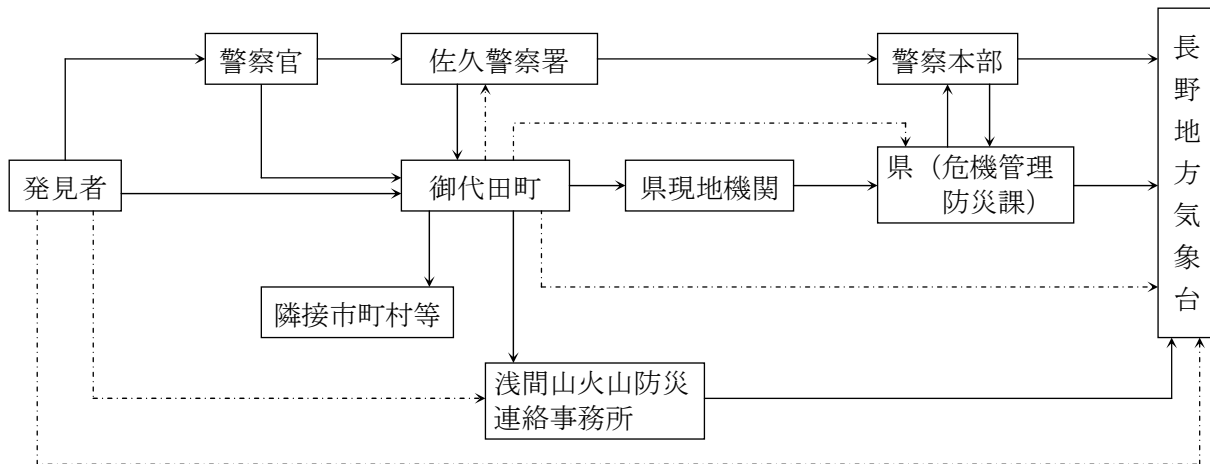 警察官
佐久警察署
警察本部
長野地方気象台
発見者
御代田町
県現地機関
県（危機管理
防災課）
隣接市町村等
浅間山火山防災
連絡事務所